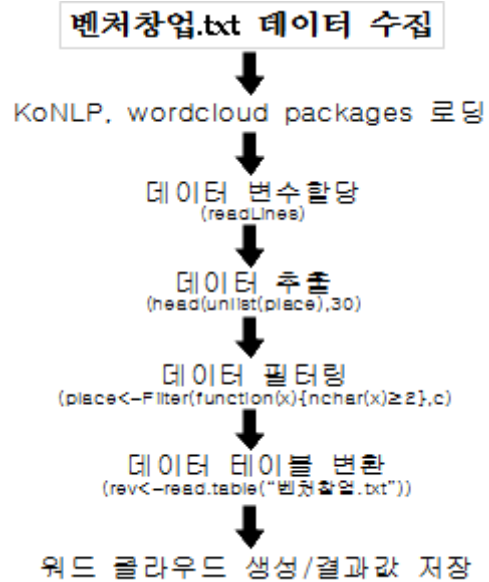 벤처창업.txt 데이터 수집
KoNLP, wordcloud packages 로딩
데이터 변수할당
(readLines)
데이터 추출
(head(unlist(place),30)
데이터 필터링
(place<-Filter(function(x){nchar(x)≥2},c)
데이터 테이블 변환
(rev<-read.table(“벤처창업.txt”))
워드 클라우드 생성/결과값 저장